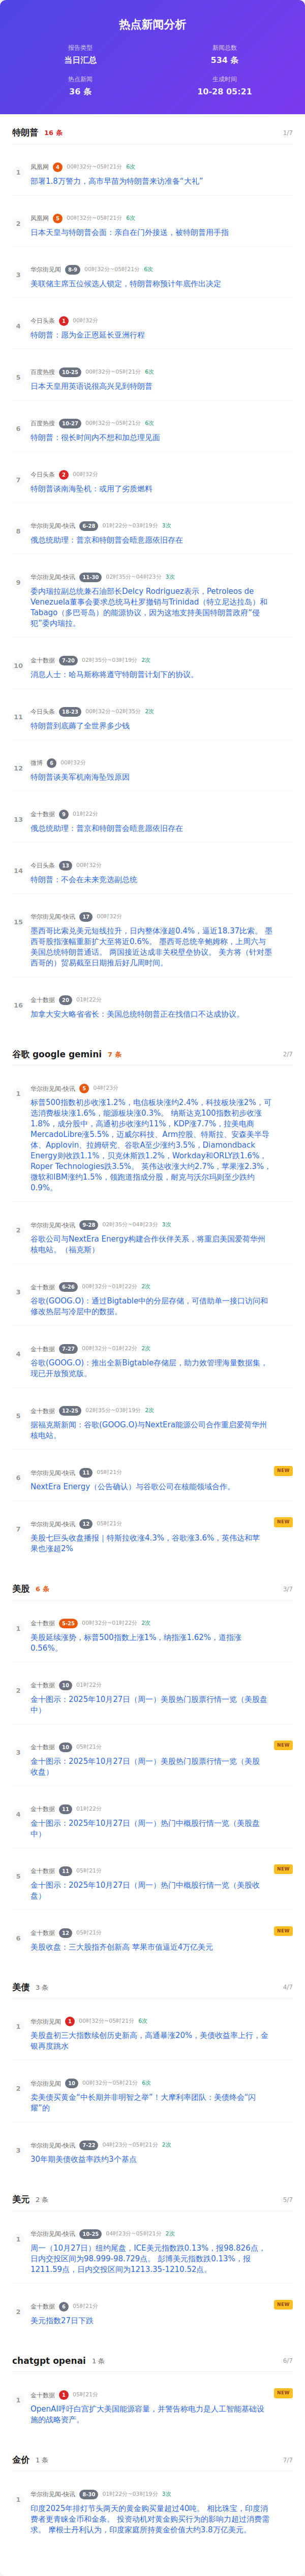 热点新闻分析
报告类型
当日汇总
新闻总数
534 条
热点新闻
36 条
生成时间
10-28 05:21
特朗普 16 条 1/7
1
凤凰网 4 00时32分~05时21分 6次
部署1.8万警力，高市早苗为特朗普来访准备“大礼”
2
凤凰网 5 00时32分~05时21分 6次
日本天皇与特朗普会面：亲自在门外接送，被特朗普用手指
3
华尔街见闻 8-9 00时32分~05时21分 6次
美联储主席五位候选人锁定，特朗普称预计年底作出决定
4
今日头条 1 00时32分
特朗普：愿为金正恩延长亚洲行程
5
百度热搜 10-25 00时32分~05时21分 6次
日本天皇用英语说很高兴见到特朗普
6
百度热搜 10-27 00时32分~05时21分 6次
特朗普：很长时间内不想和加总理见面
7
今日头条 2 00时32分
特朗普谈南海坠机：或用了劣质燃料
8
华尔街见闻-快讯 6-28 01时22分~03时19分 3次
俄总统助理：普京和特朗普会晤意愿依旧存在
9
华尔街见闻-快讯 11-30 02时35分~04时23分 3次
委内瑞拉副总统兼石油部长Delcy Rodriguez表示，Petroleos de
Venezuela董事会要求总统马杜罗撤销与Trinidad（特立尼达岛）和
Tabago（多巴哥岛）的能源协议，因为这地支持美国特朗普政府“侵
犯”委内瑞拉。
10
金十数据 7-20 02时35分~03时19分 2次
消息人士：哈马斯称将遵守特朗普计划下的协议。
11
今日头条 18-23 00时32分~02时35分 2次
特朗普到底薅了全世界多少钱
12
微博 6 00时32分
特朗普谈美军机南海坠毁原因
13
金十数据 9 01时22分
俄总统助理：普京和特朗普会晤意愿依旧存在
14
今日头条 13 00时32分
特朗普：不会在未来竞选副总统
15
华尔街见闻-快讯 17 00时32分
墨西哥比索兑美元短线拉升，日内整体涨超0.4%，逼近18.37比索。 墨
西哥股指涨幅重新扩大至将近0.6%。 墨西哥总统辛鲍姆称，上周六与
美国总统特朗普通话。 两国接近达成非关税壁垒协议。 美方将（针对墨
西哥的）贸易截至日期推后好几周时间。
16
金十数据 20 01时22分
加拿大安大略省省长：美国总统特朗普正在找借口不达成协议。
谷歌 google gemini 7 条 2/7
1
华尔街见闻-快讯 5 04时23分
标普500指数初步收涨1.2%，电信板块涨约2.4%，科技板块涨2%，可
选消费板块涨1.6%，能源板块涨0.3%。 纳斯达克100指数初步收涨
1.8%，成分股中，高通初步收涨约11%，KDP涨7.7%，拉美电商
MercadoLibre涨5.5%，迈威尔科技、Arm控股、特斯拉、安森美半导
体、Applovin、拉姆研究、谷歌A至少涨约3.5%，Diamondback
Energy则收跌1.1%，贝克休斯跌1.2%，Workday和ORLY跌1.6%，
Roper Technologies跌3.5%。 英伟达收涨大约2.7%，苹果涨2.3%，
微软和IBM涨约1.5%，领跑道指成分股，耐克与沃尔玛则至少跌约
0.9%。
2
华尔街见闻-快讯 9-28 02时35分~04时23分 3次
谷歌公司与NextEra Energy构建合作伙伴关系，将重启美国爱荷华州
核电站。（福克斯）
3
金十数据 6-26 00时32分~01时22分 2次
谷歌(GOOG.O)：通过Bigtable中的分层存储，可借助单一接口访问和
修改热层与冷层中的数据。
4
金十数据 7-27 00时32分~01时22分 2次
谷歌(GOOG.O)：推出全新Bigtable存储层，助力效管理海量数据集，
现已开放预览版。
5
金十数据 12-25 02时35分~03时19分 2次
据福克斯新闻：谷歌(GOOG.O)与NextEra能源公司合作重启爱荷华州
核电站。
6
华尔街见闻-快讯 11 05时21分 NEW
NextEra Energy（公告确认）与谷歌公司在核能领域合作。
7
华尔街见闻-快讯 12 05时21分 NEW
美股七巨头收盘播报｜特斯拉收涨4.3%，谷歌涨3.6%，英伟达和苹
果也涨超2%
美股 6 条 3/7
1
金十数据 5-25 00时32分~01时22分 2次
美股延续涨势，标普500指数上涨1%，纳指涨1.62%，道指涨
0.56%。
2
金十数据 10 01时22分
金十图示：2025年10月27日（周一）美股热门股票行情一览（美股盘
中）
3
金十数据 10 05时21分 NEW
金十图示：2025年10月27日（周一）美股热门股票行情一览（美股
收盘）
4
金十数据 11 01时22分
金十图示：2025年10月27日（周一）热门中概股行情一览（美股盘
中）
5
金十数据 11 05时21分 NEW
金十图示：2025年10月27日（周一）热门中概股行情一览（美股收
盘）
6
金十数据 12 05时21分 NEW
美股收盘：三大股指齐创新高 苹果市值逼近4万亿美元
美债 3 条 4/7
1
华尔街见闻 1 00时32分~05时21分 6次
美股盘初三大指数续创历史新高，高通暴涨20%，美债收益率上行，金
银再度跳水
2
华尔街见闻 10 00时32分~05时21分 6次
卖美债买黄金“中长期并非明智之举”！大摩利率团队：美债终会“闪
耀”的
3
华尔街见闻-快讯 7-22 04时23分~05时21分 2次
30年期美债收益率跌约3个基点
美元 2 条 5/7
1
华尔街见闻-快讯 10-25 04时23分~05时21分 2次
周一（10月27日）纽约尾盘，ICE美元指数跌0.13%，报98.826点，
日内交投区间为98.999-98.729点。 彭博美元指数跌0.13%，报
1211.59点，日内交投区间为1213.35-1210.52点。
2
金十数据 6 05时21分 NEW
美元指数27日下跌
chatgpt openai 1 条 6/7
1
金十数据 1 05时21分 NEW
OpenAI呼吁白宫扩大美国能源容量，并警告称电力是人工智能基础设
施的战略资产。
金价 1 条 7/7
1
华尔街见闻-快讯 8-30 01时22分~03时19分 3次
印度2025年排灯节头两天的黄金购买量超过40吨。 相比珠宝，印度消
费者更青睐金币和金条。 投资动机对黄金购买行为的影响力超过消费需
求。 摩根士丹利认为，印度家庭所持黄金价值大约3.8万亿美元。